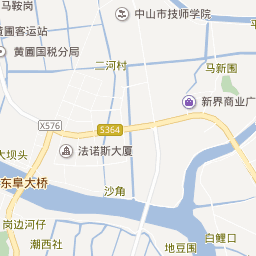 马鞍岗
中山市技师学院
黄圃客运站
黄圃国税分局
二河村
马新围
新界商业广
X576
S364
法诺斯大厦
大坝头
东阜大桥
沙角
岗边河仔
潮西社
白鲤口
地豆围